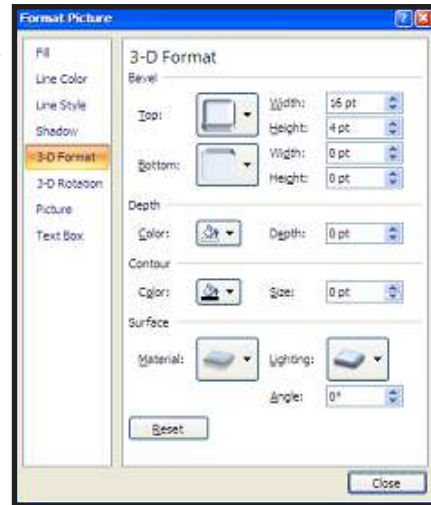 Format Picture
Fill
Line Color
Line Style
Shadow
3-D Format
3-D Rotation
Picture
Text Box
3-D Format
Bevel
Top:
Width: 16 pt
Height: 4 pt
Bottom:
Width: 0 pt
Height: 0 pt
Depth
Color:
Depth: 0 pt
Contour
Color:
Size: 0 pt
Surface
Material:
Lighting:
Angle: 0°
Reset
Close